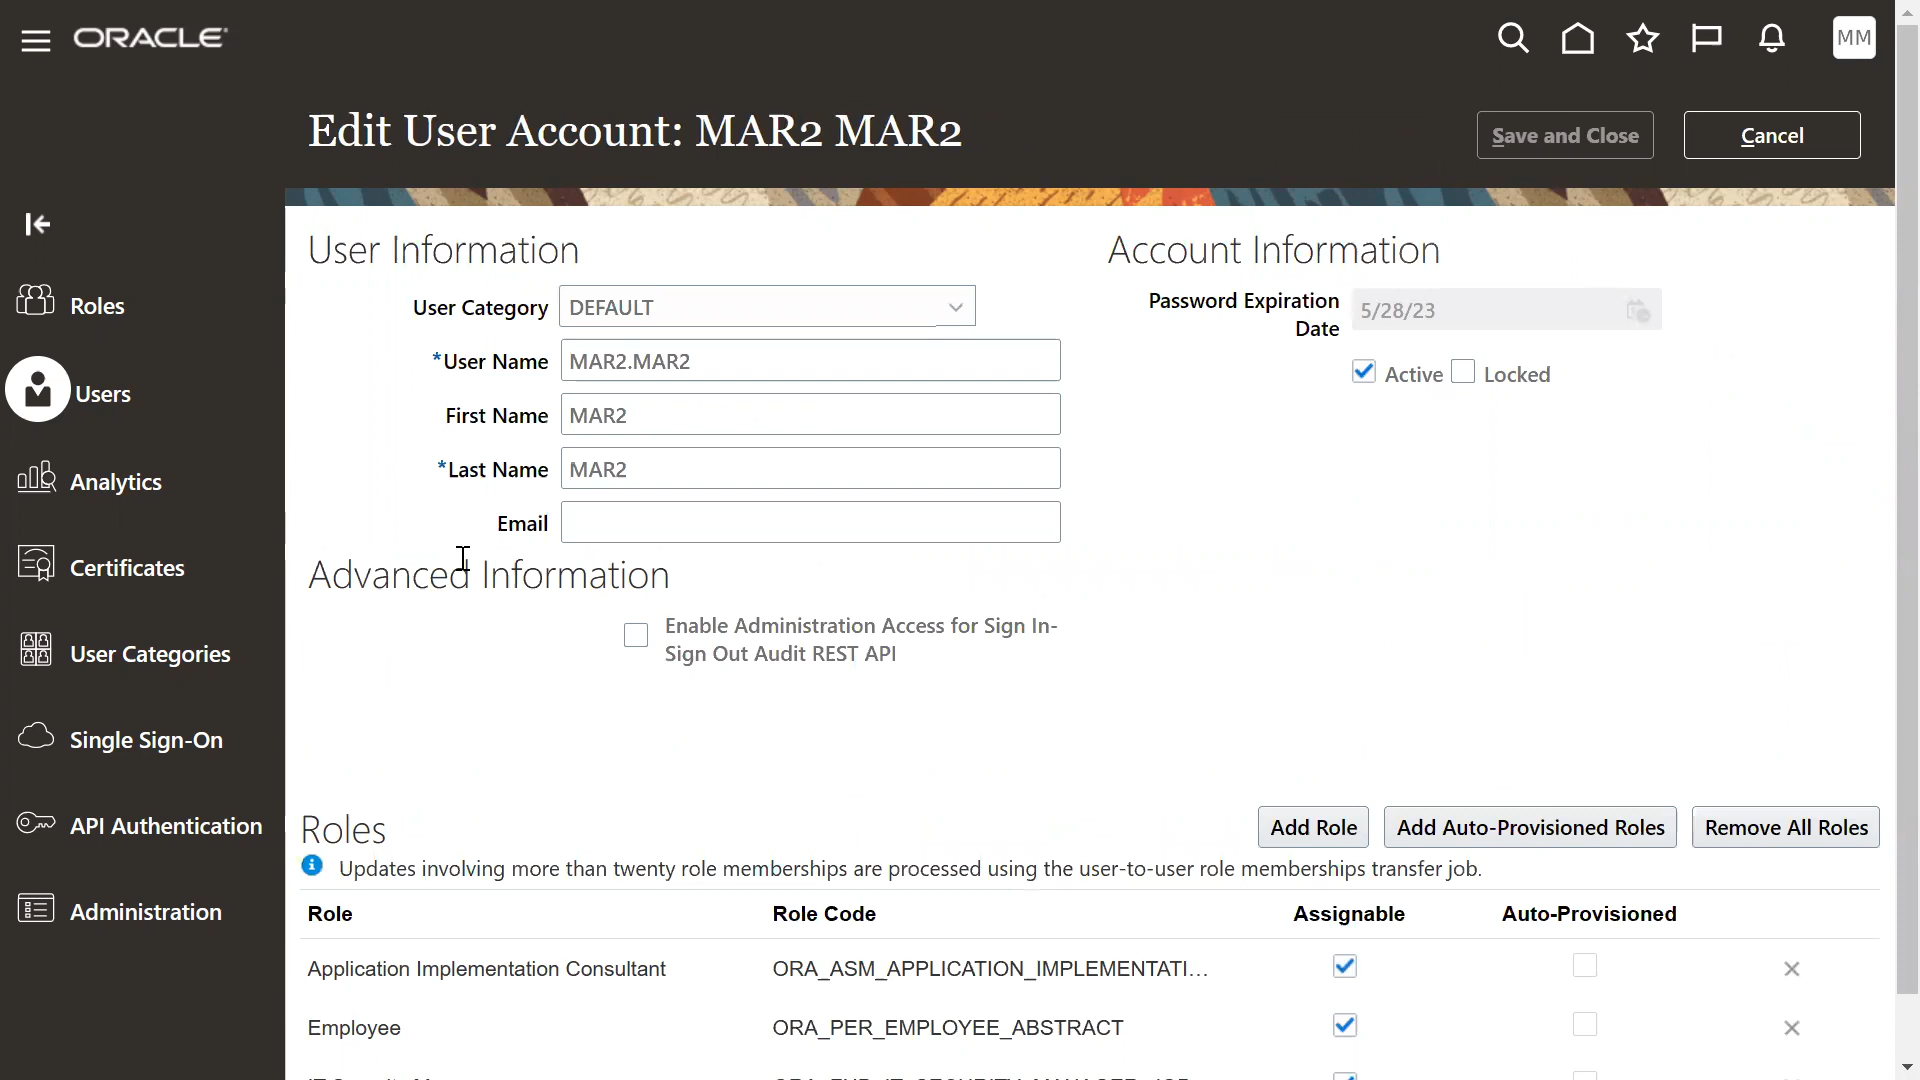 ORACLE
MM
Edit User Account: MAR2 MAR2
Save and Close
Cancel
Roles
Users
Analytics
Certificates
User Categories
Single Sign-On
API Authentication
Administration
User Information
User Category DEFAULT
*User Name MAR2.MAR2
First Name MAR2
*Last Name MAR2
Email
Account Information
Password Expiration
Date
5/28/23
Active Locked
Advanced Information
Enable Administration Access for Sign In-
Sign Out Audit REST API
Roles
Add Role Add Auto-Provisioned Roles Remove All Roles
Updates involving more than twenty role memberships are processed using the user-to-user role memberships transfer job.
Role Role Code Assignable Auto-Provisioned
Application Implementation Consultant ORA_ASM_APPLICATION_IMPLEMENTATI...
Employee ORA_PER_EMPLOYEE_ABSTRACT